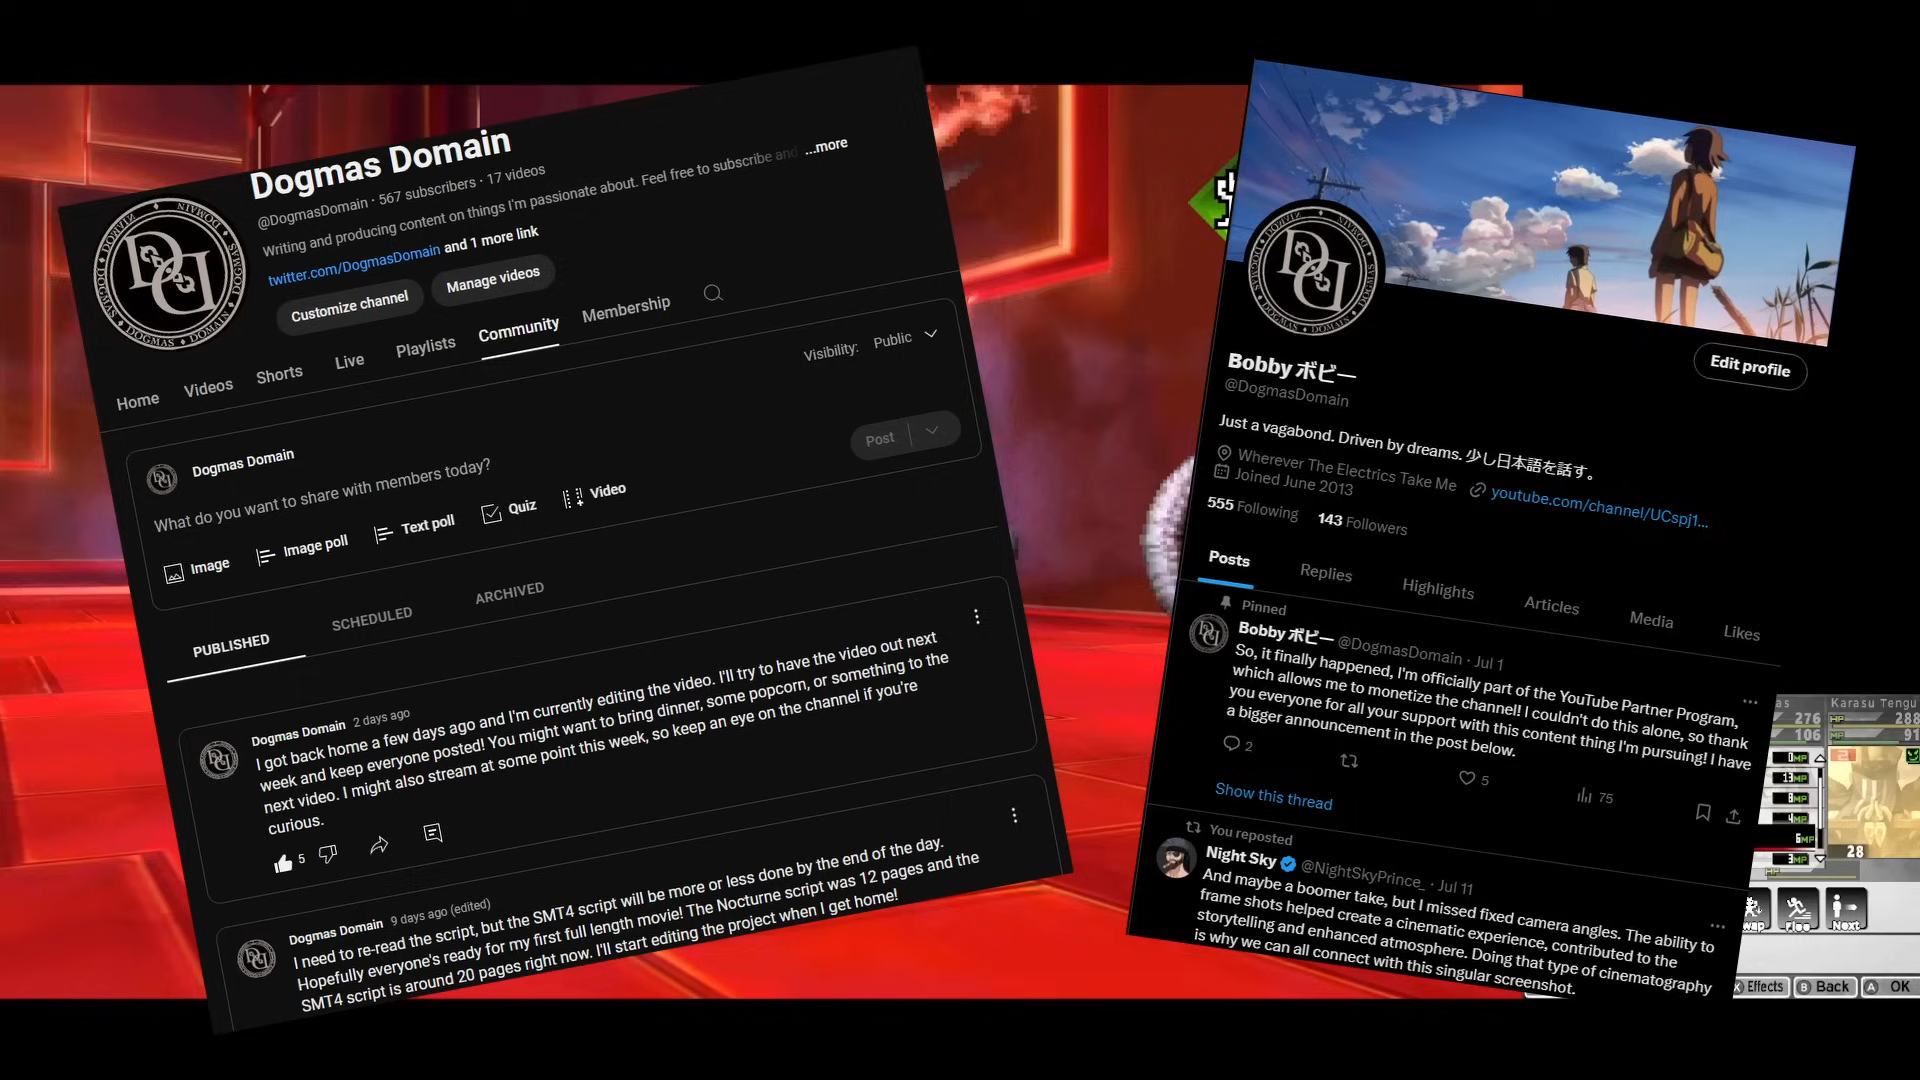 Dogmas Domain
@DogmasDomain · 567 subscribers · 17 videos
Writing and producing content on things I'm passionate about. Feel free to subscribe and ...more
twitter.com/DogmasDomain and 1 more link
Customize channel
Manage videos
Home
Videos
Shorts
Live
Playlists
Community
Membership
Visibility: Public
Dogmas Domain
What do you want to share with members today?
Post
Image
Image poll
Text poll
Quiz
Video
PUBLISHED
SCHEDULED
ARCHIVED
Dogmas Domain 2 days ago
I got back home a few days ago and I'm currently editing the video. I'll try to have the video out next
week and keep everyone posted! You might want to bring dinner, some popcorn, or something to the
next video. I might also stream at some point this week, so keep an eye on the channel if you're
curious.
5
Dogmas Domain 9 days ago (edited)
I need to re-read the script, but the SMT4 script will be more or less done by the end of the day.
Hopefully everyone's ready for my first full length movie! The Nocturne script was 12 pages and the
SMT4 script is around 20 pages right now. I'll start editing the project when I get home!
DOGMAS DOMAIN
Bobby ボビー
@DogmasDomain
Edit profile
Just a vagabond. Driven by dreams. 少し日本語を話す。
Wherever The Electrics Take Me
youtube.com/channel/UCspj1...
Joined June 2013
555 Following
143 Followers
Posts
Replies
Highlights
Articles
Media
Likes
Pinned
Bobby ボビー @DogmasDomain · Jul 1
So, it finally happened, I'm officially part of the YouTube Partner Program,
which allows me to monetize the channel! I couldn't do this alone, so thank
you everyone for all your support with this content thing I'm pursuing! I have
a bigger announcement in the post below.
2
5
75
Show this thread
You reposted
Night Sky @NightSkyPrince_ · Jul 11
And maybe a boomer take, but I missed fixed camera angles. The ability to
frame shots helped create a cinematic experience, contributed to the
storytelling and enhanced atmosphere. Doing that type of cinematography
is why we can all connect with this singular screenshot.
Karasu Tengu
276
106
HP 288
MP 91
28
Next
Effects
B Back
A OK